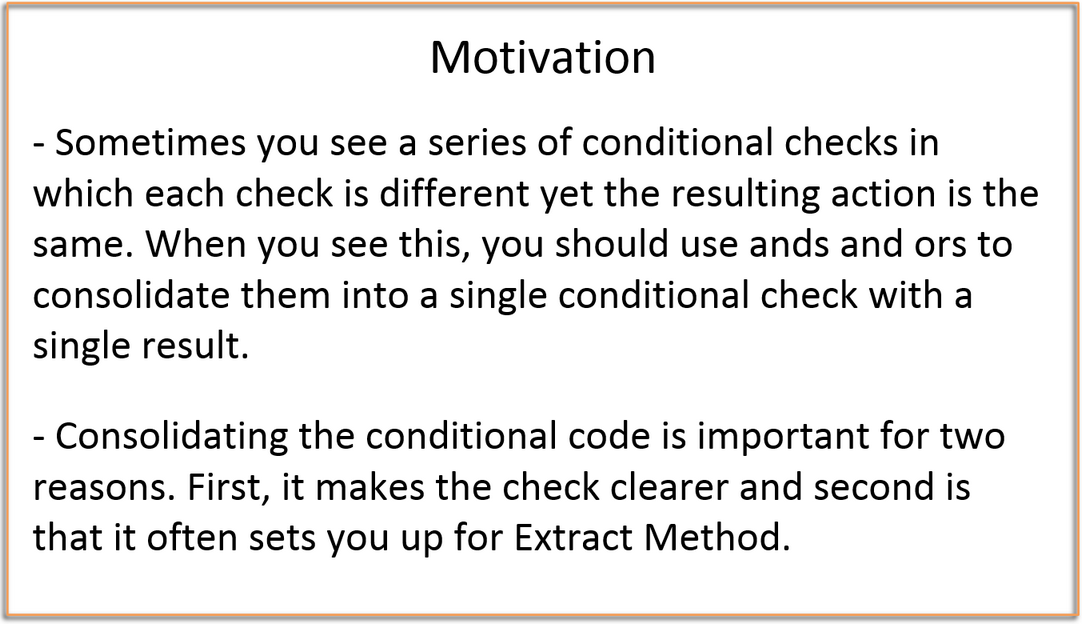 Motivation
- Sometimes you see a series of conditional checks in
which each check is different yet the resulting action is the
same. When you see this, you should use ands and ors to
consolidate them into a single conditional check with a
single result.
- Consolidating the conditional code is important for two
reasons. First, it makes the check clearer and second is
that it often sets you up for Extract Method.